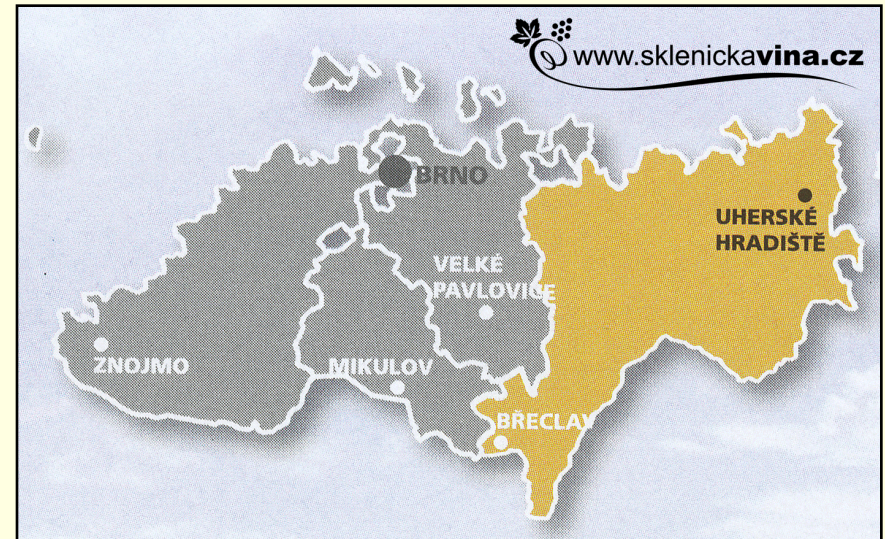 www.sklenickavina.cz
BRNO
UHERSKÉ
HRADIŠTĚ
VELKÉ
PAVLOVICE
ZNOJMO
MIKULOV
BŘECLAV